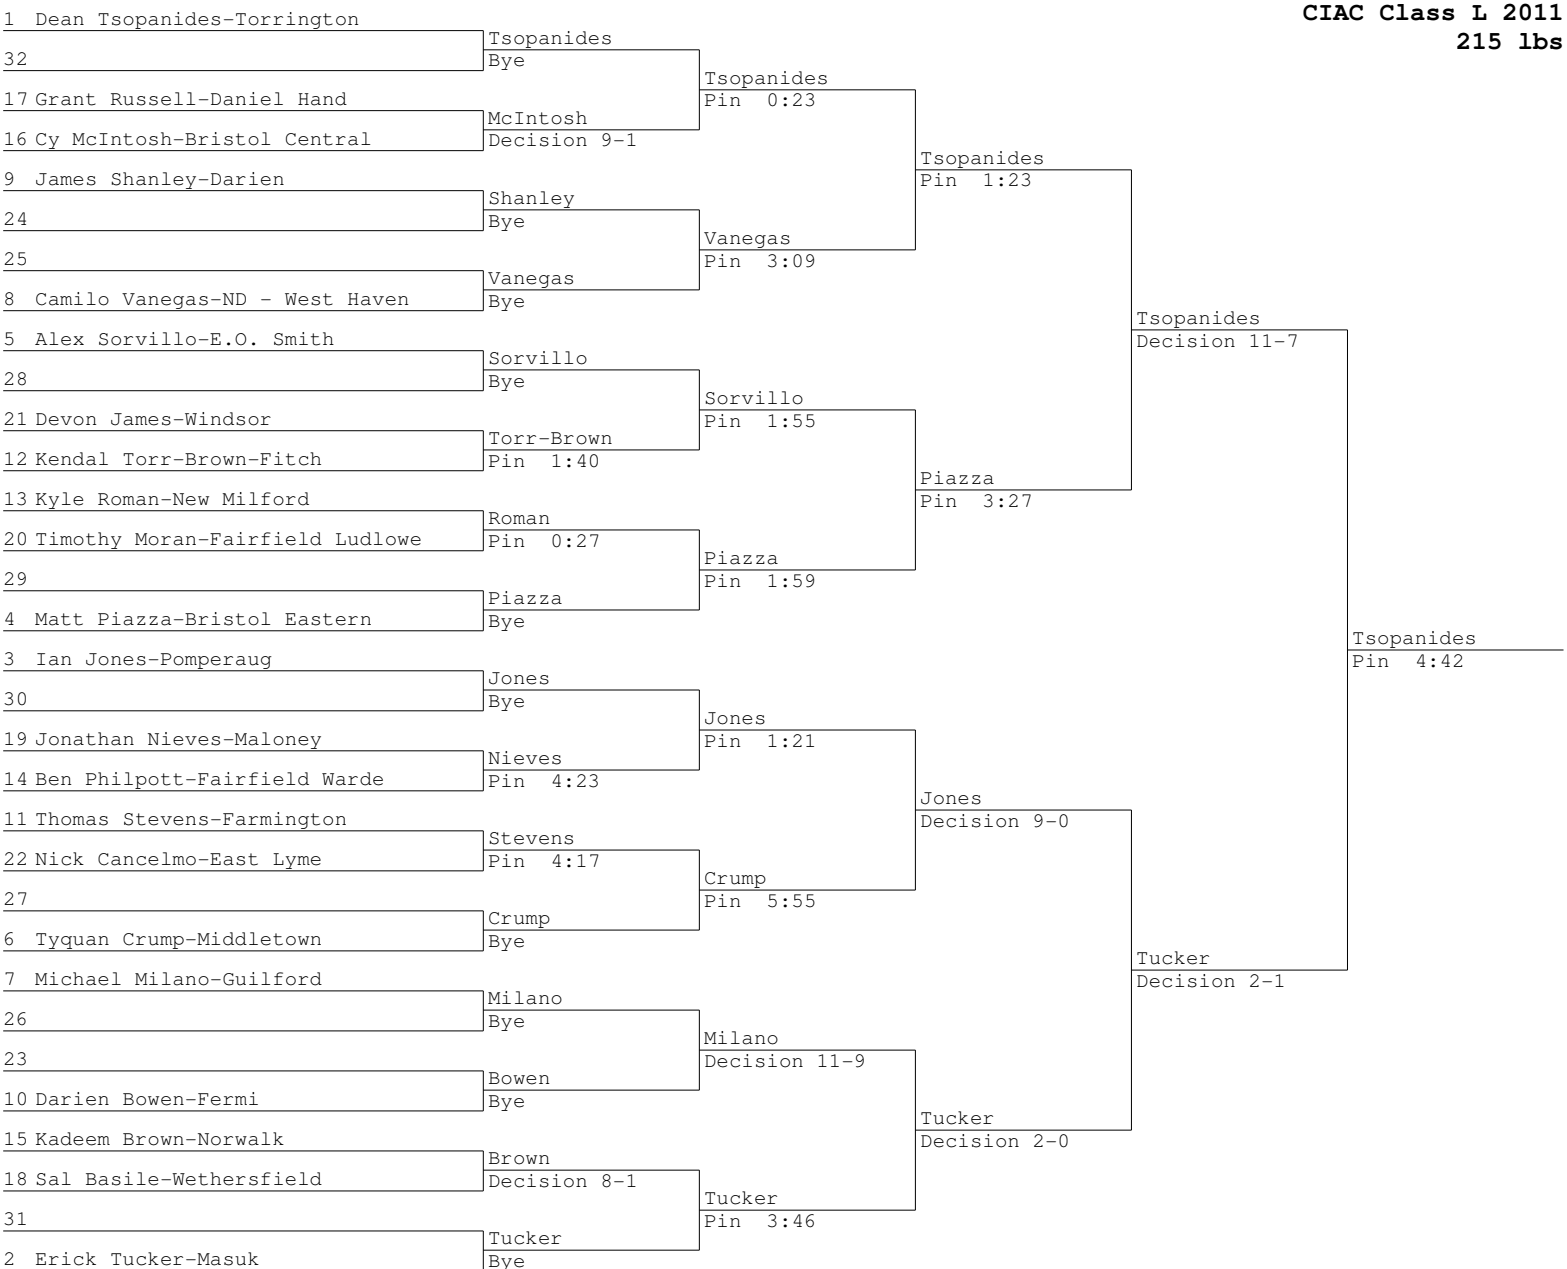 CIAC Class L 2011
215 lbs
1 Dean Tsopanides-Torrington
32
17 Grant Russell-Daniel Hand
16 Cy McIntosh-Bristol Central
9 James Shanley-Darien
24
25
8 Camilo Vanegas-ND - West Haven
5 Alex Sorvillo-E.O. Smith
28
21 Devon James-Windsor
12 Kendal Torr-Brown-Fitch
13 Kyle Roman-New Milford
20 Timothy Moran-Fairfield Ludlowe
29
4 Matt Piazza-Bristol Eastern
3 Ian Jones-Pomperaug
30
19 Jonathan Nieves-Maloney
14 Ben Philpott-Fairfield Warde
11 Thomas Stevens-Farmington
22 Nick Cancelmo-East Lyme
27
6 Tyquan Crump-Middletown
7 Michael Milano-Guilford
26
23
10 Darien Bowen-Fermi
15 Kadeem Brown-Norwalk
18 Sal Basile-Wethersfield
31
2 Erick Tucker-Masuk
Tsopanides
Bye
McIntosh
Decision 9-1
Shanley
Bye
Vanegas
Bye
Sorvillo
Bye
Torr-Brown
Pin 1:40
Roman
Pin 0:27
Piazza
Bye
Jones
Bye
Nieves
Pin 4:23
Stevens
Pin 4:17
Crump
Bye
Milano
Bye
Bowen
Bye
Brown
Decision 8-1
Tucker
Bye
Tsopanides
Pin 0:23
Vanegas
Pin 3:09
Sorvillo
Pin 1:55
Piazza
Pin 1:59
Jones
Pin 1:21
Crump
Pin 5:55
Milano
Decision 11-9
Tucker
Pin 3:46
Tsopanides
Pin 1:23
Piazza
Pin 3:27
Jones
Decision 9-0
Tucker
Decision 2-0
Tsopanides
Decision 11-7
Tucker
Decision 2-1
Tsopanides
Pin 4:42